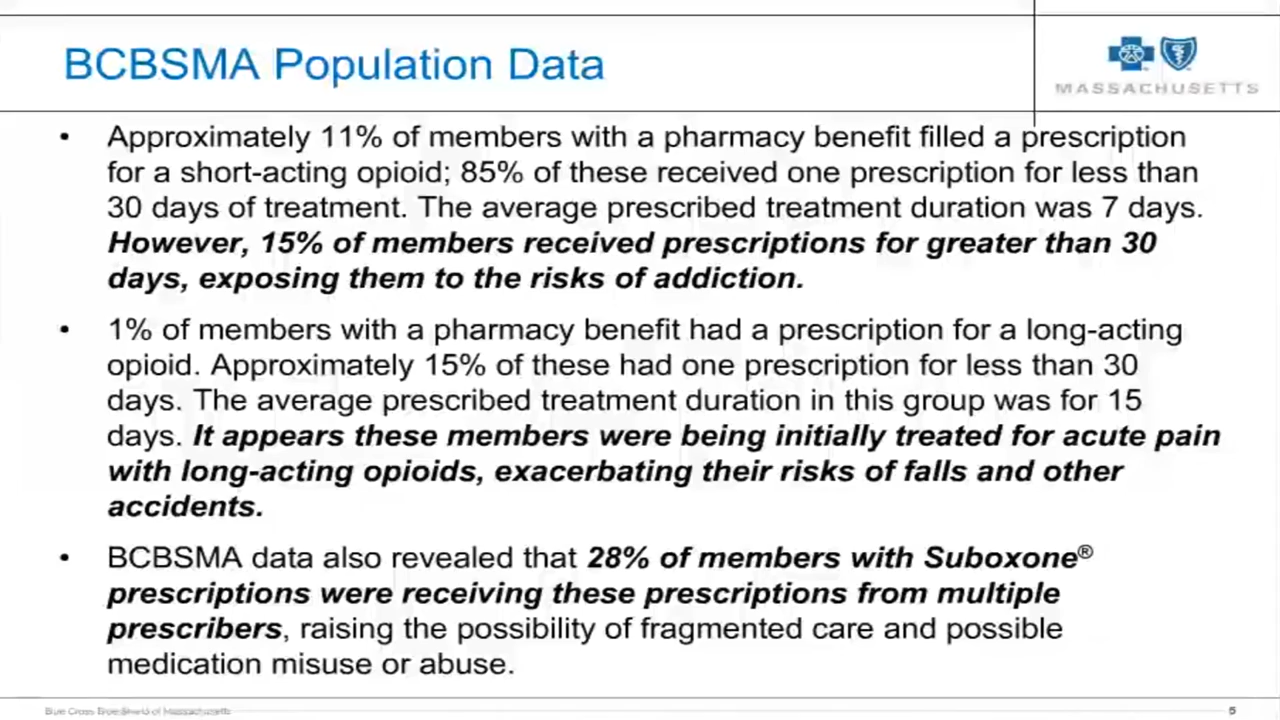 BCBSMA Population Data
MASSACHUSETTS
• Approximately 11% of members with a pharmacy benefit filled a prescription
for a short-acting opioid; 85% of these received one prescription for less than
30 days of treatment. The average prescribed treatment duration was 7 days.
However, 15% of members received prescriptions for greater than 30
days, exposing them to the risks of addiction.
• 1% of members with a pharmacy benefit had a prescription for a long-acting
opioid. Approximately 15% of these had one prescription for less than 30
days. The average prescribed treatment duration in this group was for 15
days. It appears these members were being initially treated for acute pain
with long-acting opioids, exacerbating their risks of falls and other
accidents.
• BCBSMA data also revealed that 28% of members with Suboxone®
prescriptions were receiving these prescriptions from multiple
prescribers, raising the possibility of fragmented care and possible
medication misuse or abuse.
Blue Cross Blue Shield of Massachusetts
5